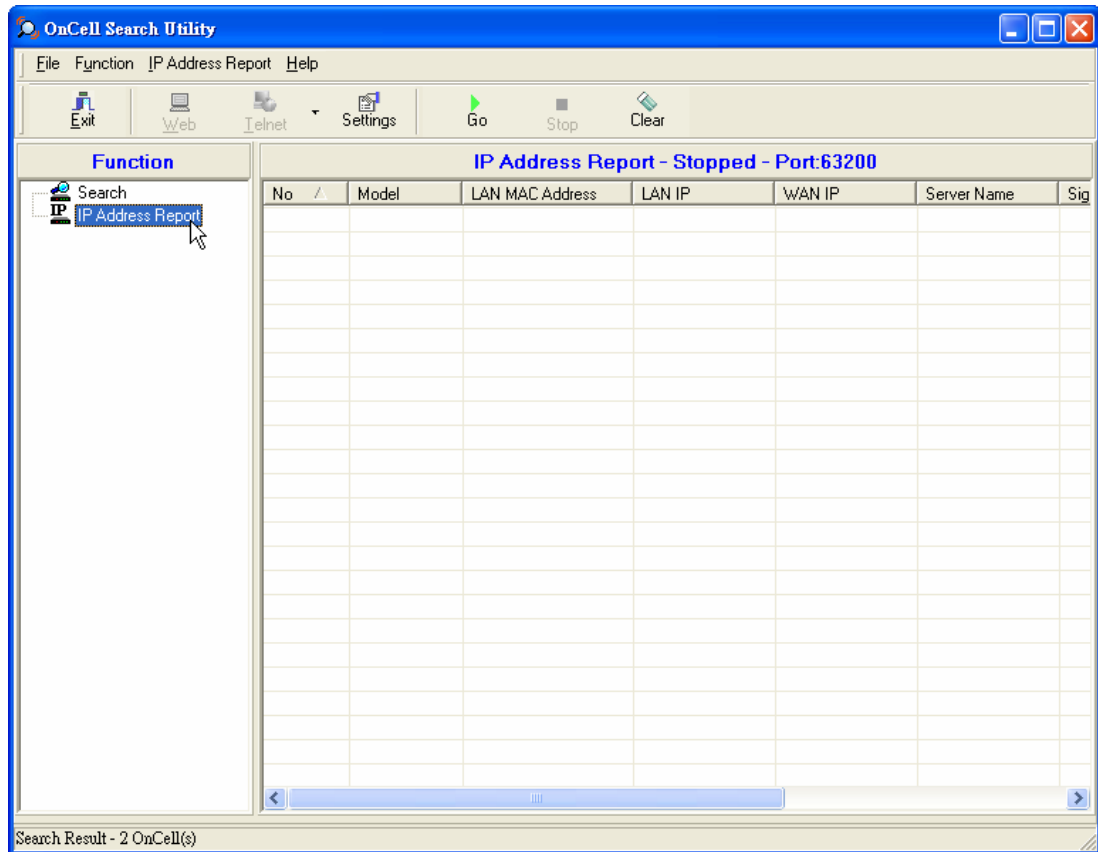 OnCell Search Utility
File Function IP Address Report Help
Exit Web Telnet Settings Go Stop Clear
Function
IP Address Report - Stopped - Port:63200
Search
IP IP Address Report
No Model LAN MAC Address LAN IP WAN IP Server Name Sig
Search Result - 2 OnCell(s)